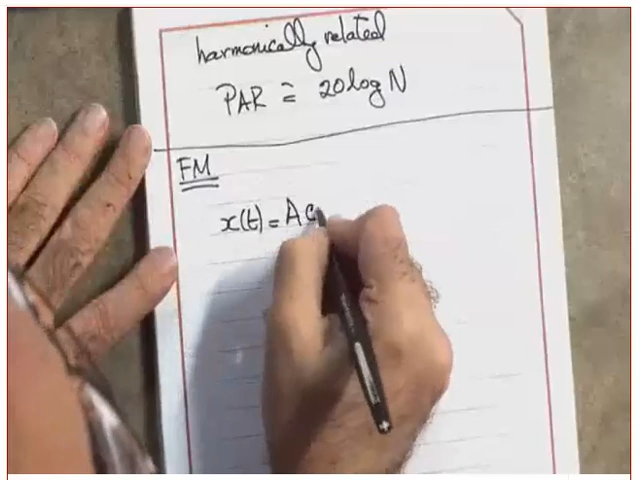 harmonically related
PAR ≅ 20 log N
FM
x(t) = A c